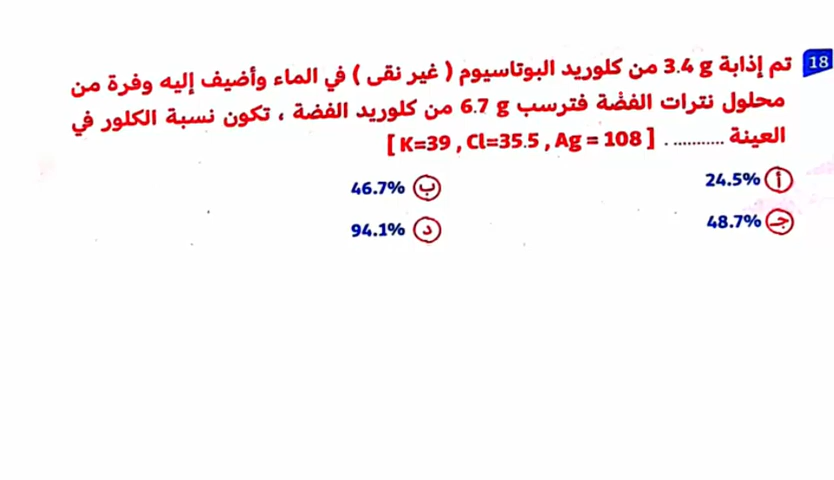 18 تم إذابة 3.4 g من كلوريد البوتاسيوم ( غير نقى ) في الماء وأضيف إليه وفرة من
محلول نترات الفضة فترسب 6.7 g من كلوريد الفضة ، تكون نسبة الكلور في
العينة ........... . [ K=39 , Cl=35.5 , Ag = 108 ]
أ 24.5%
ب 46.7%
جـ 48.7%
د 94.1%